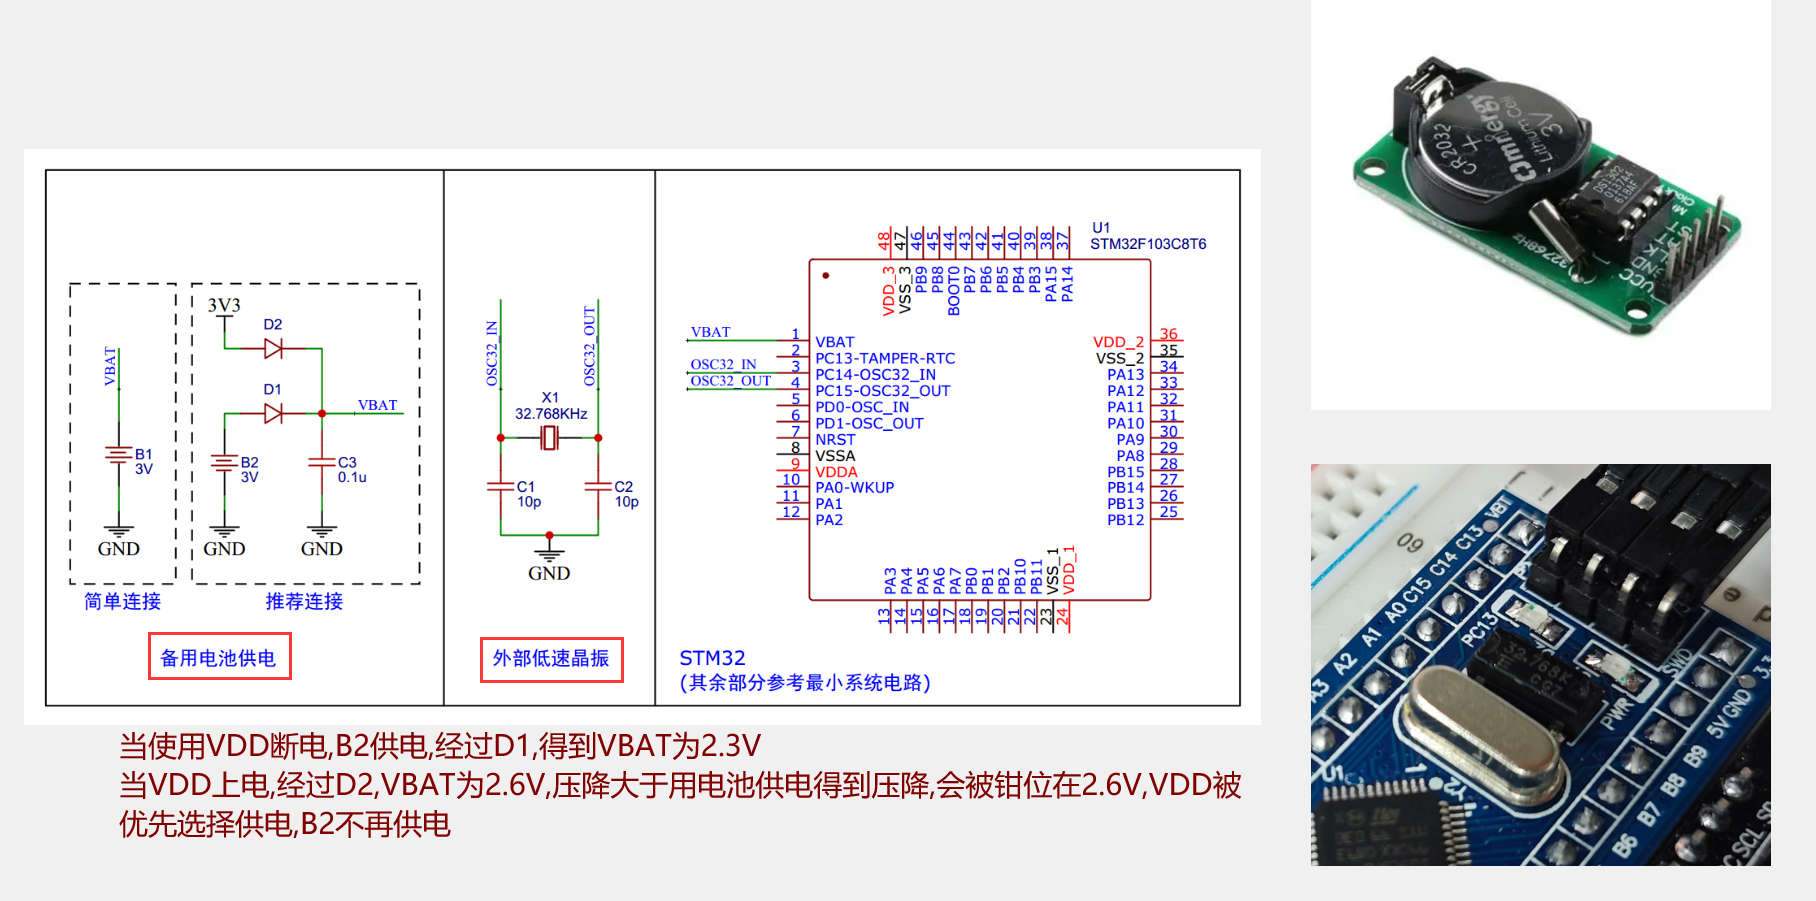 3V3
D2
D1
VBAT
VBAT
B1
3V
B2
3V
C3
0.1u
GND
GND
GND
简单连接
推荐连接
备用电池供电
OSC32_IN
OSC32_OUT
X1
32.768KHz
C1
10p
C2
10p
GND
外部低速晶振
U1
STM32F103C8T6
48 47 46 45 44 43 42 41 40 39 38 37
VDD_3 VSS_3 PB9 PB8 BOOT0 PB7 PB6 PB5 PB4 PB3 PA15 PA14
VBAT 1 VBAT
2 PC13-TAMPER-RTC
OSC32_IN 3 PC14-OSC32_IN
OSC32_OUT 4 PC15-OSC32_OUT
5 PD0-OSC_IN
6 PD1-OSC_OUT
7 NRST
8 VSSA
9 VDDA
10 PA0-WKUP
11 PA1
12 PA2
VDD_2 36
VSS_2 35
PA13 34
PA12 33
PA11 32
PA10 31
PA9 30
PA8 29
PB15 28
PB14 27
PB13 26
PB12 25
PA3 PA4 PA5 PA6 PA7 PB0 PB1 PB2 PB10 PB11 VSS_1 VDD_1
13 14 15 16 17 18 19 20 21 22 23 24
STM32
(其余部分参考最小系统电路)
当使用VDD断电,B2供电,经过D1,得到VBAT为2.3V
当VDD上电,经过D2,VBAT为2.6V,压降大于用电池供电得到压降,会被钳位在2.6V,VDD被
优先选择供电,B2不再供电
CR2032
+
Lithium Cell
3V
DS1302
32768Hz
VCC
GND
09
VBT
C13
C14
C15
A0
A1
A2
A3
PC13
32.768K
PWR
SWD
GND
5V
B9
B8
B7
B6
Y2
U1
SCL